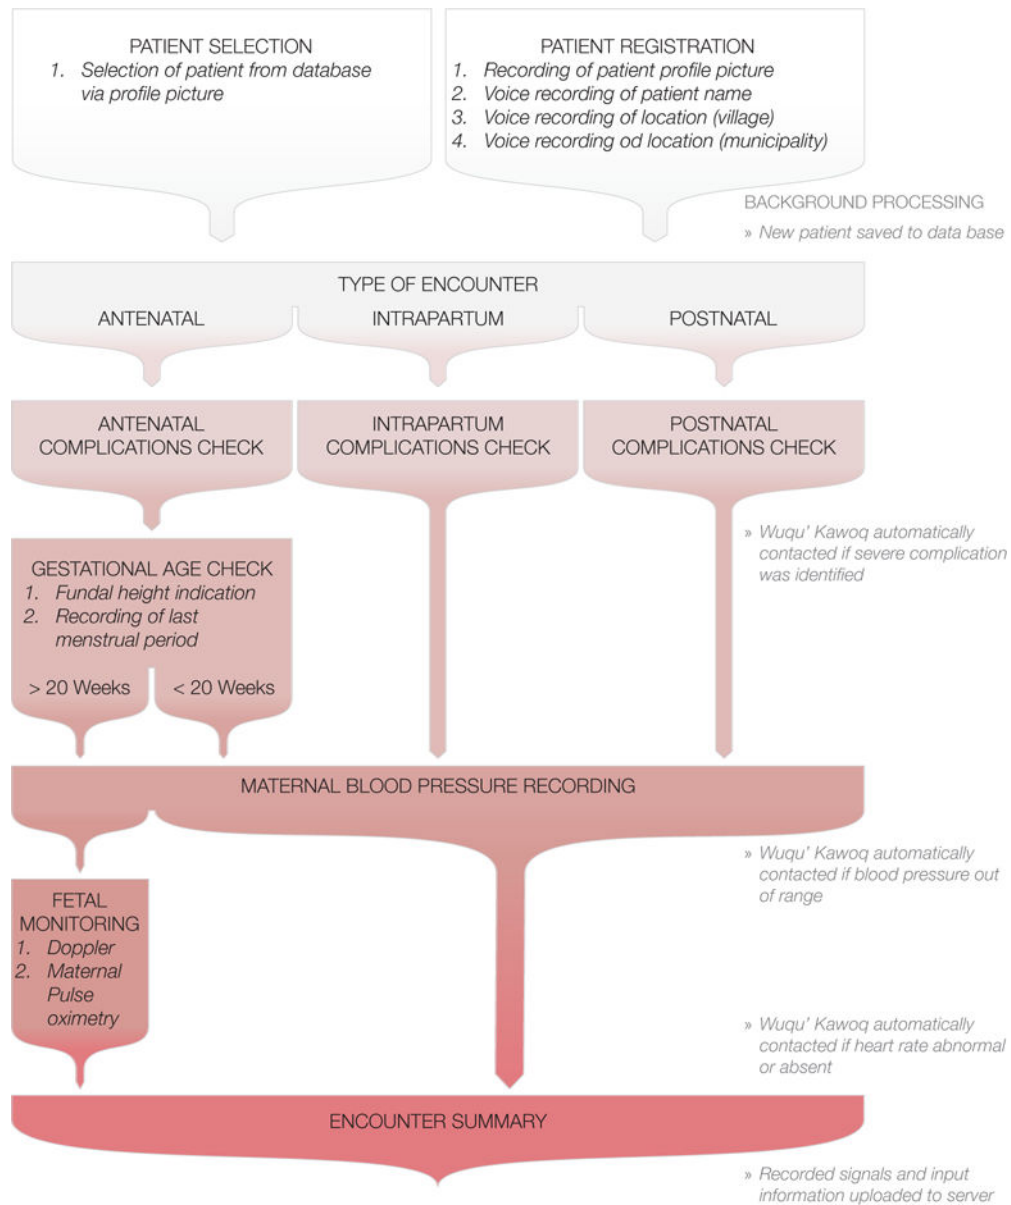 PATIENT SELECTION
1. Selection of patient from database
via profile picture
PATIENT REGISTRATION
1. Recording of patient profile picture
2. Voice recording of patient name
3. Voice recording of location (village)
4. Voice recording od location (municipality)
BACKGROUND PROCESSING
» New patient saved to data base
TYPE OF ENCOUNTER
ANTENATAL
INTRAPARTUM
POSTNATAL
ANTENATAL
COMPLICATIONS CHECK
INTRAPARTUM
COMPLICATIONS CHECK
POSTNATAL
COMPLICATIONS CHECK
» Wuqu' Kawoq automatically
contacted if severe complication
was identified
GESTATIONAL AGE CHECK
1. Fundal height indication
2. Recording of last
menstrual period
> 20 Weeks
< 20 Weeks
MATERNAL BLOOD PRESSURE RECORDING
» Wuqu' Kawoq automatically
contacted if blood pressure out
of range
FETAL
MONITORING
1. Doppler
2. Maternal
Pulse
oximetry
» Wuqu' Kawoq automatically
contacted if heart rate abnormal
or absent
ENCOUNTER SUMMARY
» Recorded signals and input
information uploaded to server